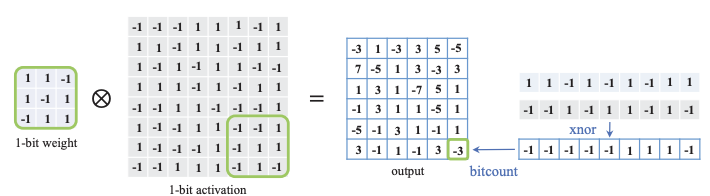 -1 -1 -1 1 1 1 -1 1
1 1 -1 1 1 -1 1 1
1 -1 1 -1 1 1 -1 -1
1 1 1 -1 1 -1 1 1
-1 -1 1 1 -1 -1 -1 1
1 -1 -1 1 1 -1 -1 1
1 -1 -1 -1 1 -1 1 1
-1 -1 1 1 1 -1 1 -1
1-bit activation
1 1 -1
1 -1 1
-1 1 1
1-bit weight
⊗
=
-3 1 -3 3 5 -5
7 -5 1 3 -3 3
1 3 1 -7 5 1
-1 3 1 1 -5 1
-5 -1 3 1 -1 1
3 -1 1 -1 3 -3
output
1 1 -1 1 -1 1 -1 1 1
-1 -1 1 -1 1 1 -1 1 -1
xnor
-1 -1 -1 -1 -1 1 1 1 -1
bitcount